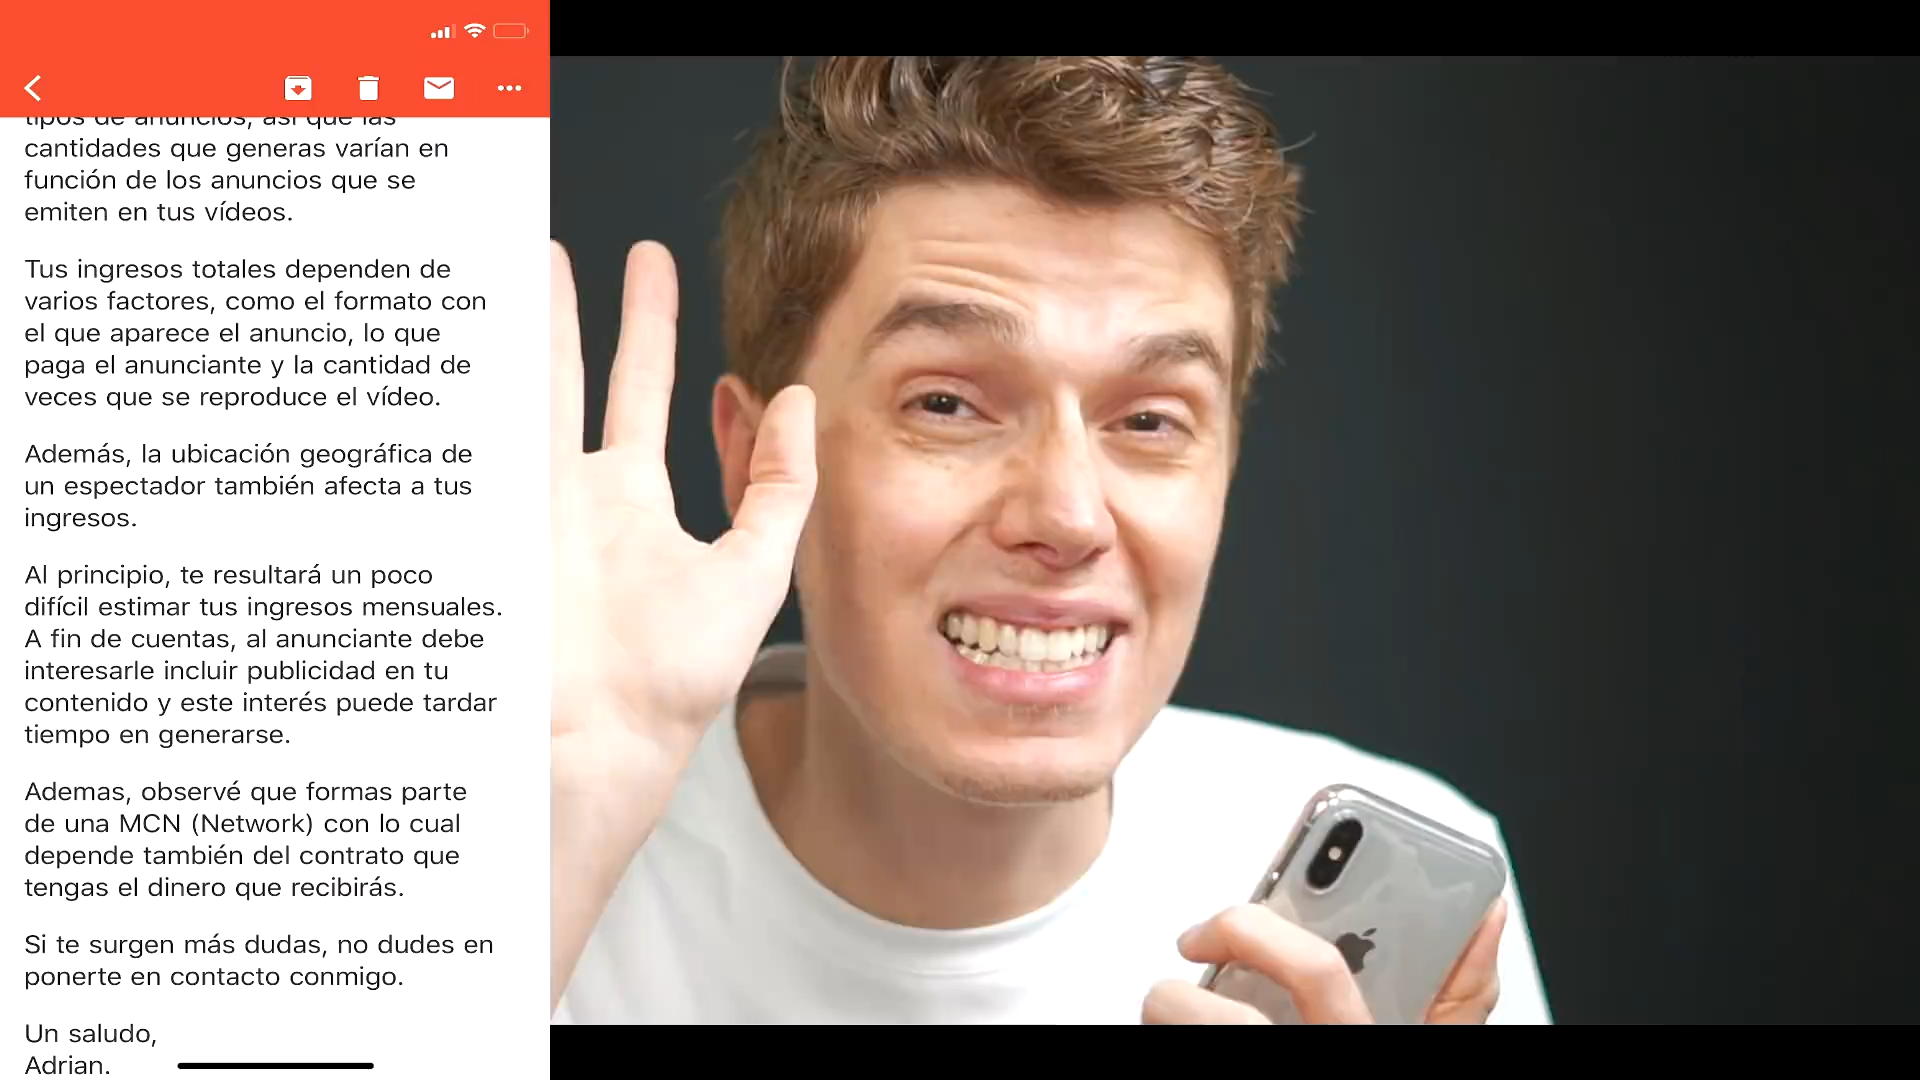 tipos de anuncios, así que las
cantidades que generas varían en
función de los anuncios que se
emiten en tus vídeos.
Tus ingresos totales dependen de
varios factores, como el formato con
el que aparece el anuncio, lo que
paga el anunciante y la cantidad de
veces que se reproduce el vídeo.
Además, la ubicación geográfica de
un espectador también afecta a tus
ingresos.
Al principio, te resultará un poco
difícil estimar tus ingresos mensuales.
A fin de cuentas, al anunciante debe
interesarle incluir publicidad en tu
contenido y este interés puede tardar
tiempo en generarse.
Ademas, observé que formas parte
de una MCN (Network) con lo cual
depende también del contrato que
tengas el dinero que recibirás.
Si te surgen más dudas, no dudes en
ponerte en contacto conmigo.
Un saludo,
Adrian.